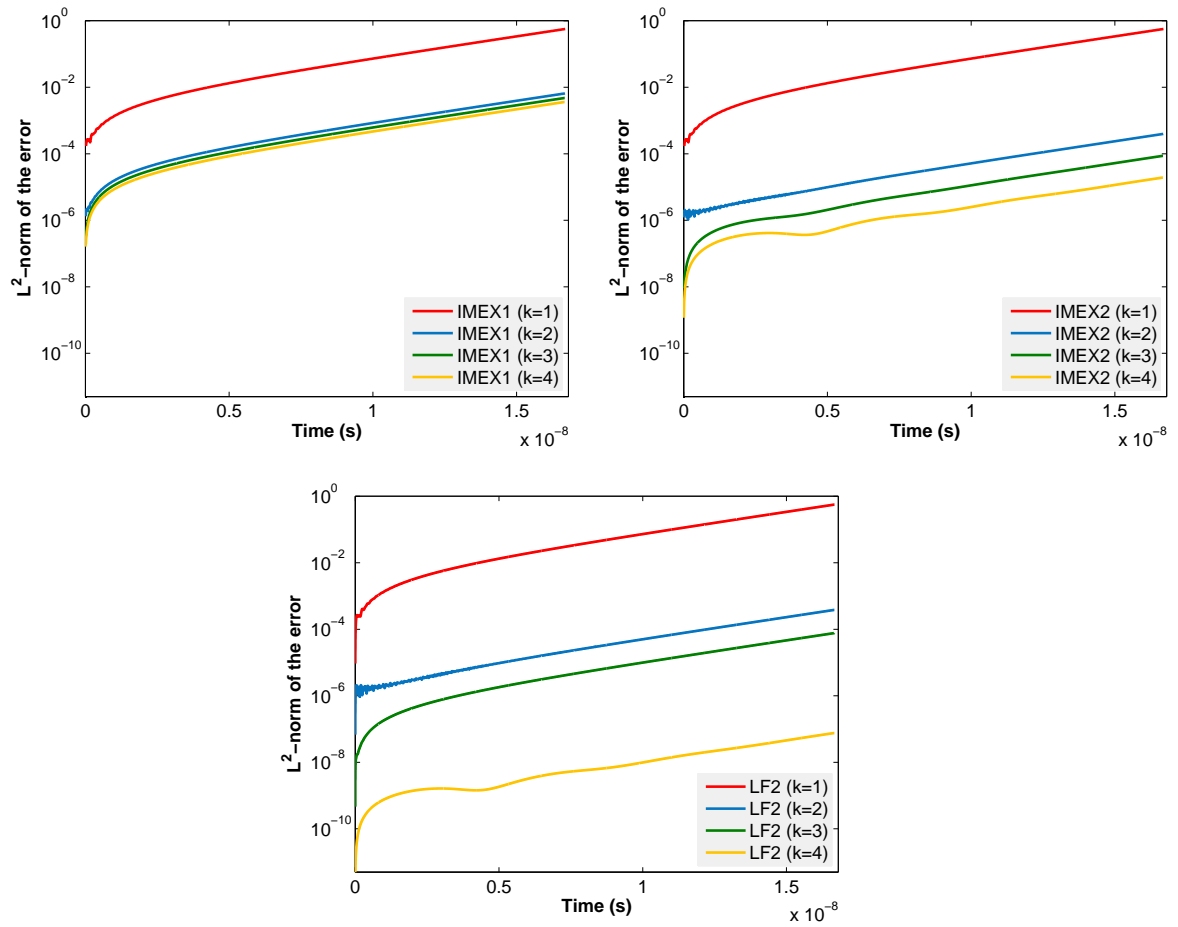 10^0
10^−2
10^−4
10^−6
10^−8
10^−10
L^2−norm of the error
0
0.5
1
1.5
x 10^−8
Time (s)
IMEX1 (k=1)
IMEX1 (k=2)
IMEX1 (k=3)
IMEX1 (k=4)
10^0
10^−2
10^−4
10^−6
10^−8
10^−10
L^2−norm of the error
0
0.5
1
1.5
x 10^−8
Time (s)
IMEX2 (k=1)
IMEX2 (k=2)
IMEX2 (k=3)
IMEX2 (k=4)
10^0
10^−2
10^−4
10^−6
10^−8
10^−10
L^2−norm of the error
0
0.5
1
1.5
x 10^−8
Time (s)
LF2 (k=1)
LF2 (k=2)
LF2 (k=3)
LF2 (k=4)